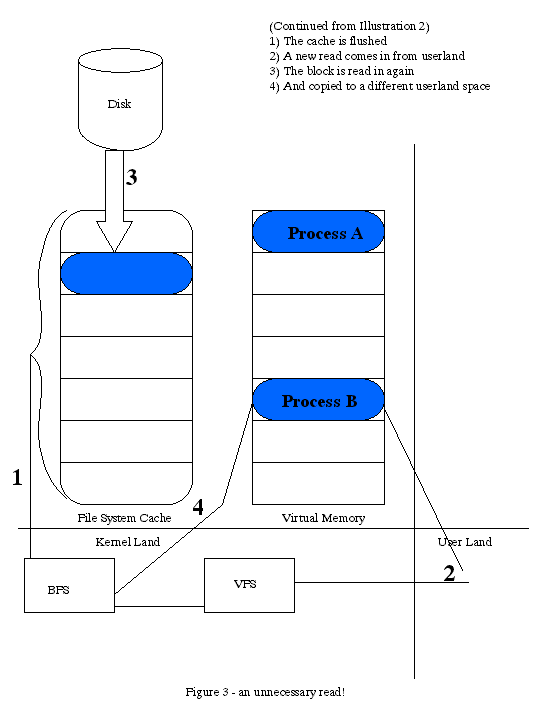 (Continued from Illustration 2)
1) The cache is flushed
2) A new read comes in from userland
3) The block is read in again
4) And copied to a different userland space
Disk
3
Process A
Process B
1
4
File System Cache
Virtual Memory
Kernel Land
User Land
2
BFS
VFS
Figure 3 - an unnecessary read!